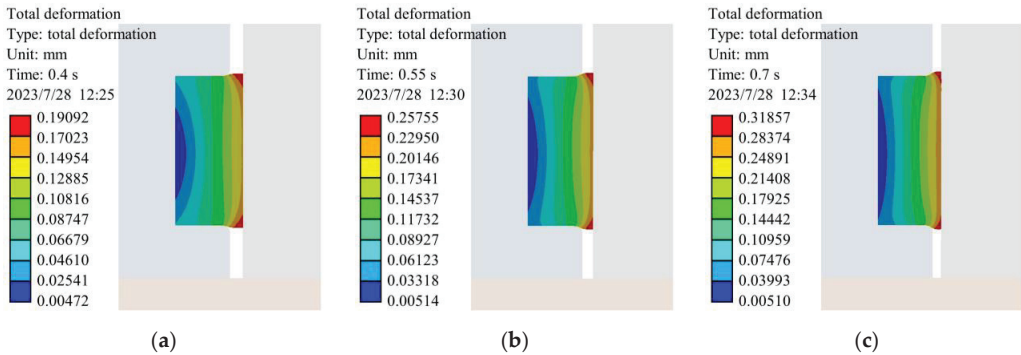 Total deformation
Type: total deformation
Unit: mm
Time: 0.4 s
2023/7/28 12:25
0.19092
0.17023
0.14954
0.12885
0.10816
0.08747
0.06679
0.04610
0.02541
0.00472
(a)
Total deformation
Type: total deformation
Unit: mm
Time: 0.55 s
2023/7/28 12:30
0.25755
0.22950
0.20146
0.17341
0.14537
0.11732
0.08927
0.06123
0.03318
0.00514
(b)
Total deformation
Type: total deformation
Unit: mm
Time: 0.7 s
2023/7/28 12:34
0.31857
0.28374
0.24891
0.21408
0.17925
0.14442
0.10959
0.07476
0.03993
0.00510
(c)